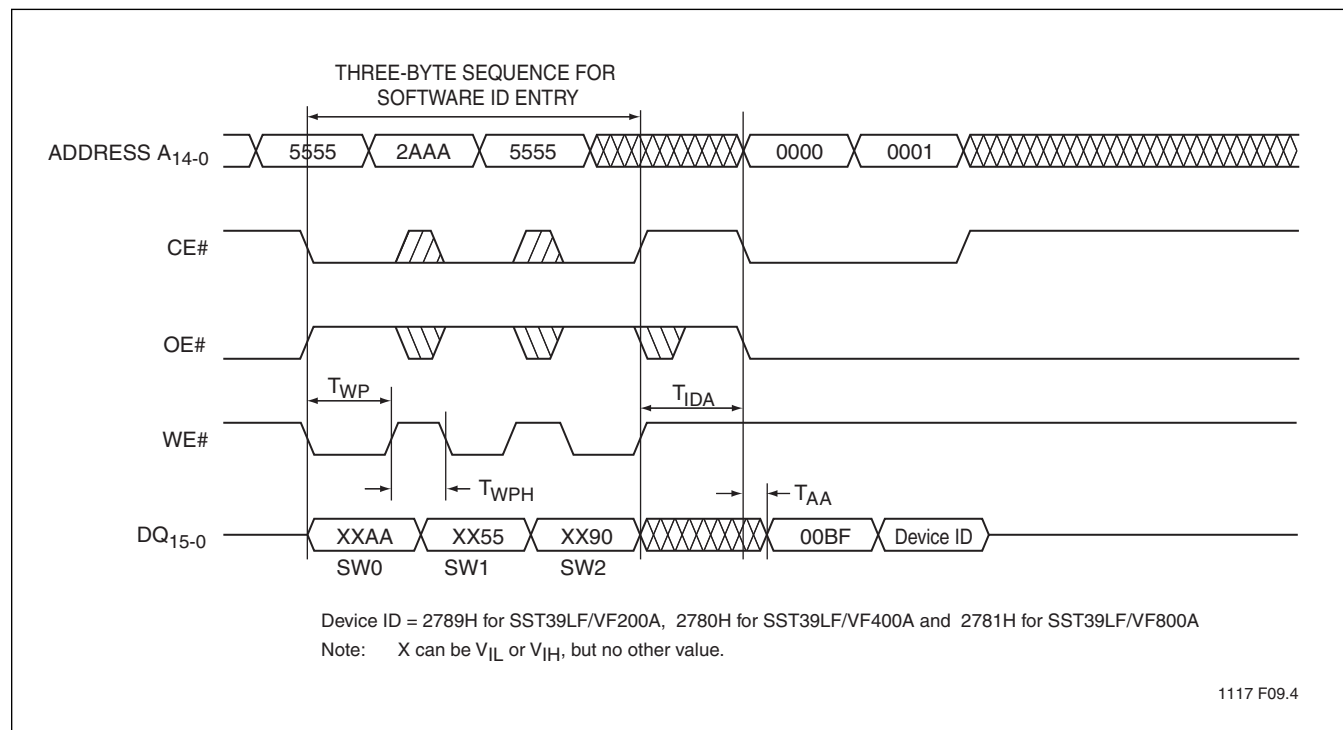 THREE-BYTE SEQUENCE FOR
SOFTWARE ID ENTRY
ADDRESS A14-0
5555
2AAA
5555
0000
0001
CE#
OE#
TWP
TIDA
WE#
TWPH
TAA
DQ15-0
XXAA
XX55
XX90
00BF
Device ID
SW0
SW1
SW2
Device ID = 2789H for SST39LF/VF200A, 2780H for SST39LF/VF400A and 2781H for SST39LF/VF800A
Note: X can be VIL or VIH, but no other value.
1117 F09.4